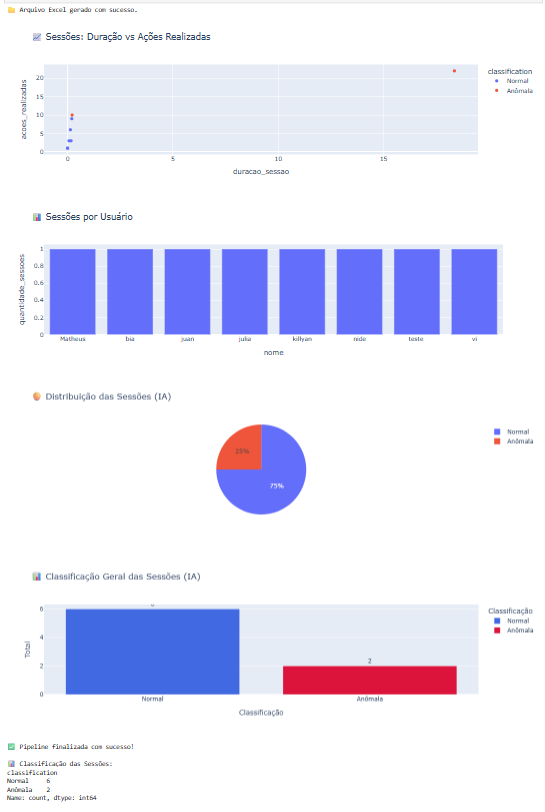 Arquivo Excel gerado com sucesso.
Sessões: Duração vs Ações Realizadas
classification
Normal
Anômala
acoes_realizadas
20
15
10
5
0
0
5
10
15
duracao_sessao
Sessões por Usuário
quantidade_sessoes
1
0.8
0.6
0.4
0.2
0
Matheus
bia
juan
julia
killyan
nide
teste
vi
nome
Distribuição das Sessões (IA)
Normal
Anômala
25%
75%
Classificação Geral das Sessões (IA)
Classificação
Normal
Anômala
Total
6
4
2
0
2
Normal
Anômala
Classificação
Pipeline finalizada com sucesso!
Classificação das Sessões:
classification
Normal 6
Anômala 2
Name: count, dtype: int64